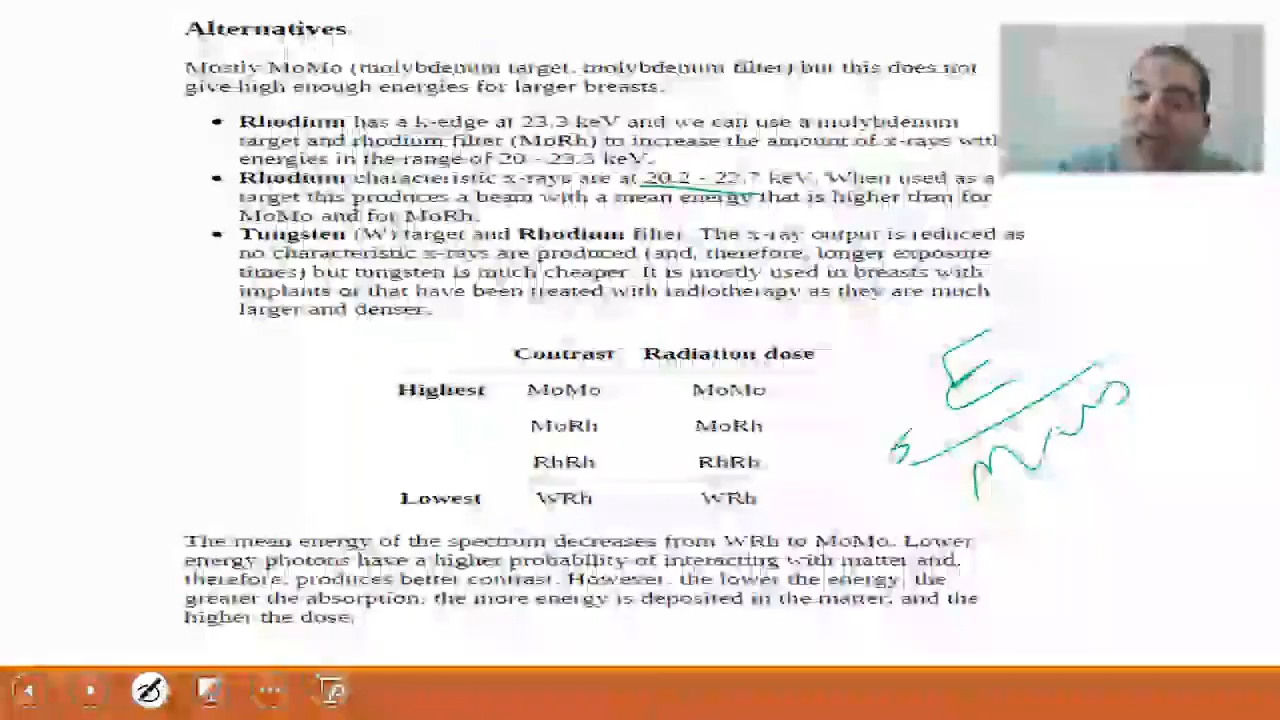 Alternatives
Mostly MoMo (molybdenum target, molybdenum filter) but this does not
give high enough energies for larger breasts.
• Rhodium has a k-edge at 23.3 keV and we can use a molybdenum
target and rhodium filter (MoRh) to increase the amount of x-rays with
energies in the range of 20 - 23.3 keV.
• Rhodium characteristic x-rays are at 20.2 - 22.7 keV. When used as a
target this produces a beam with a mean energy that is higher than for
MoMo and for MoRh.
• Tungsten (W) target and Rhodium filter. The x-ray output is reduced as
no characteristic x-rays are produced (and, therefore, longer exposure
times) but tungsten is much cheaper. It is mostly used in breasts with
implants or that have been treated with radiotherapy as they are much
larger and denser.
Contrast Radiation dose
Highest MoMo MoMo
MoRh MoRh
RhRh RhRh
Lowest WRh WRh
E
The mean energy of the spectrum decreases from WRh to MoMo. Lower
energy photons have a higher probability of interacting with matter and,
therefore, produces better contrast. However, the lower the energy, the
greater the absorption, the more energy is deposited in the matter, and the
higher the dose.